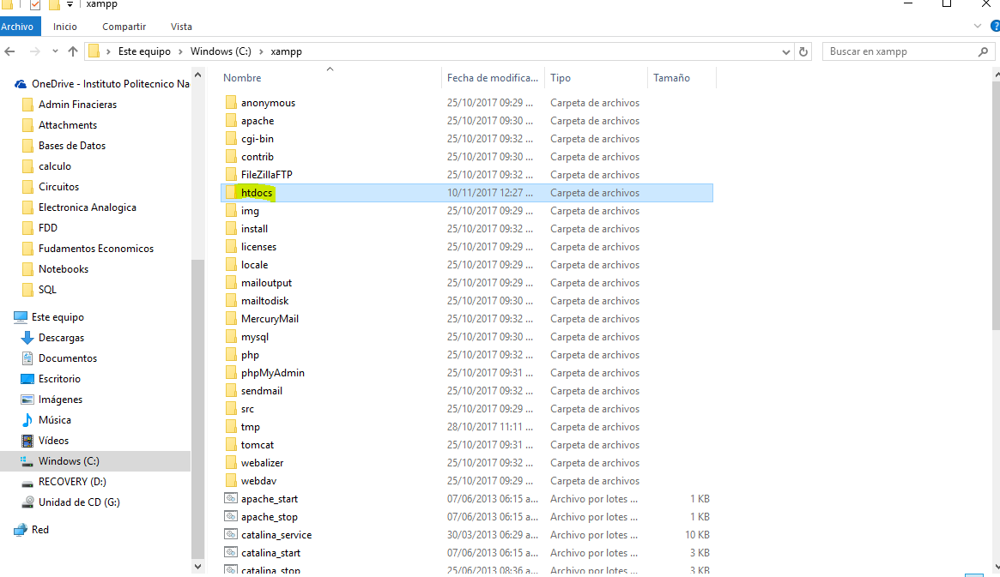 xampp
Archivo Inicio Compartir Vista
Este equipo Windows (C:) xampp Buscar en xampp
OneDrive - Instituto Politecnico Na
Admin Finacieras
Attachments
Bases de Datos
calculo
Circuitos
Electronica Analogica
FDD
Fudamentos Economicos
Notebooks
SQL
Este equipo
Descargas
Documentos
Escritorio
Imágenes
Música
Vídeos
Windows (C:)
RECOVERY (D:)
Unidad de CD (G:)
Red
Nombre Fecha de modifica... Tipo Tamaño
anonymous 25/10/2017 09:29 ... Carpeta de archivos
apache 25/10/2017 09:30 ... Carpeta de archivos
cgi-bin 25/10/2017 09:32 ... Carpeta de archivos
contrib 25/10/2017 09:30 ... Carpeta de archivos
FileZillaFTP 25/10/2017 09:32 ... Carpeta de archivos
htdocs 10/11/2017 12:27 ... Carpeta de archivos
img 25/10/2017 09:29 ... Carpeta de archivos
install 25/10/2017 09:32 ... Carpeta de archivos
licenses 25/10/2017 09:29 ... Carpeta de archivos
locale 25/10/2017 09:29 ... Carpeta de archivos
mailoutput 25/10/2017 09:29 ... Carpeta de archivos
mailtodisk 25/10/2017 09:30 ... Carpeta de archivos
MercuryMail 25/10/2017 09:32 ... Carpeta de archivos
mysql 25/10/2017 09:30 ... Carpeta de archivos
php 25/10/2017 09:32 ... Carpeta de archivos
phpMyAdmin 25/10/2017 09:31 ... Carpeta de archivos
sendmail 25/10/2017 09:32 ... Carpeta de archivos
src 25/10/2017 09:29 ... Carpeta de archivos
tmp 28/10/2017 11:11 ... Carpeta de archivos
tomcat 25/10/2017 09:31 ... Carpeta de archivos
webalizer 25/10/2017 09:32 ... Carpeta de archivos
webdav 25/10/2017 09:29 ... Carpeta de archivos
apache_start 07/06/2013 06:15 a... Archivo por lotes ... 1 KB
apache_stop 07/06/2013 06:15 a... Archivo por lotes ... 1 KB
catalina_service 30/03/2013 06:29 a... Archivo por lotes ... 10 KB
catalina_start 07/06/2013 06:15 a... Archivo por lotes ... 3 KB
catalina_stop 25/06/2013 08:36 a... Archivo por lotes ... 3 KB